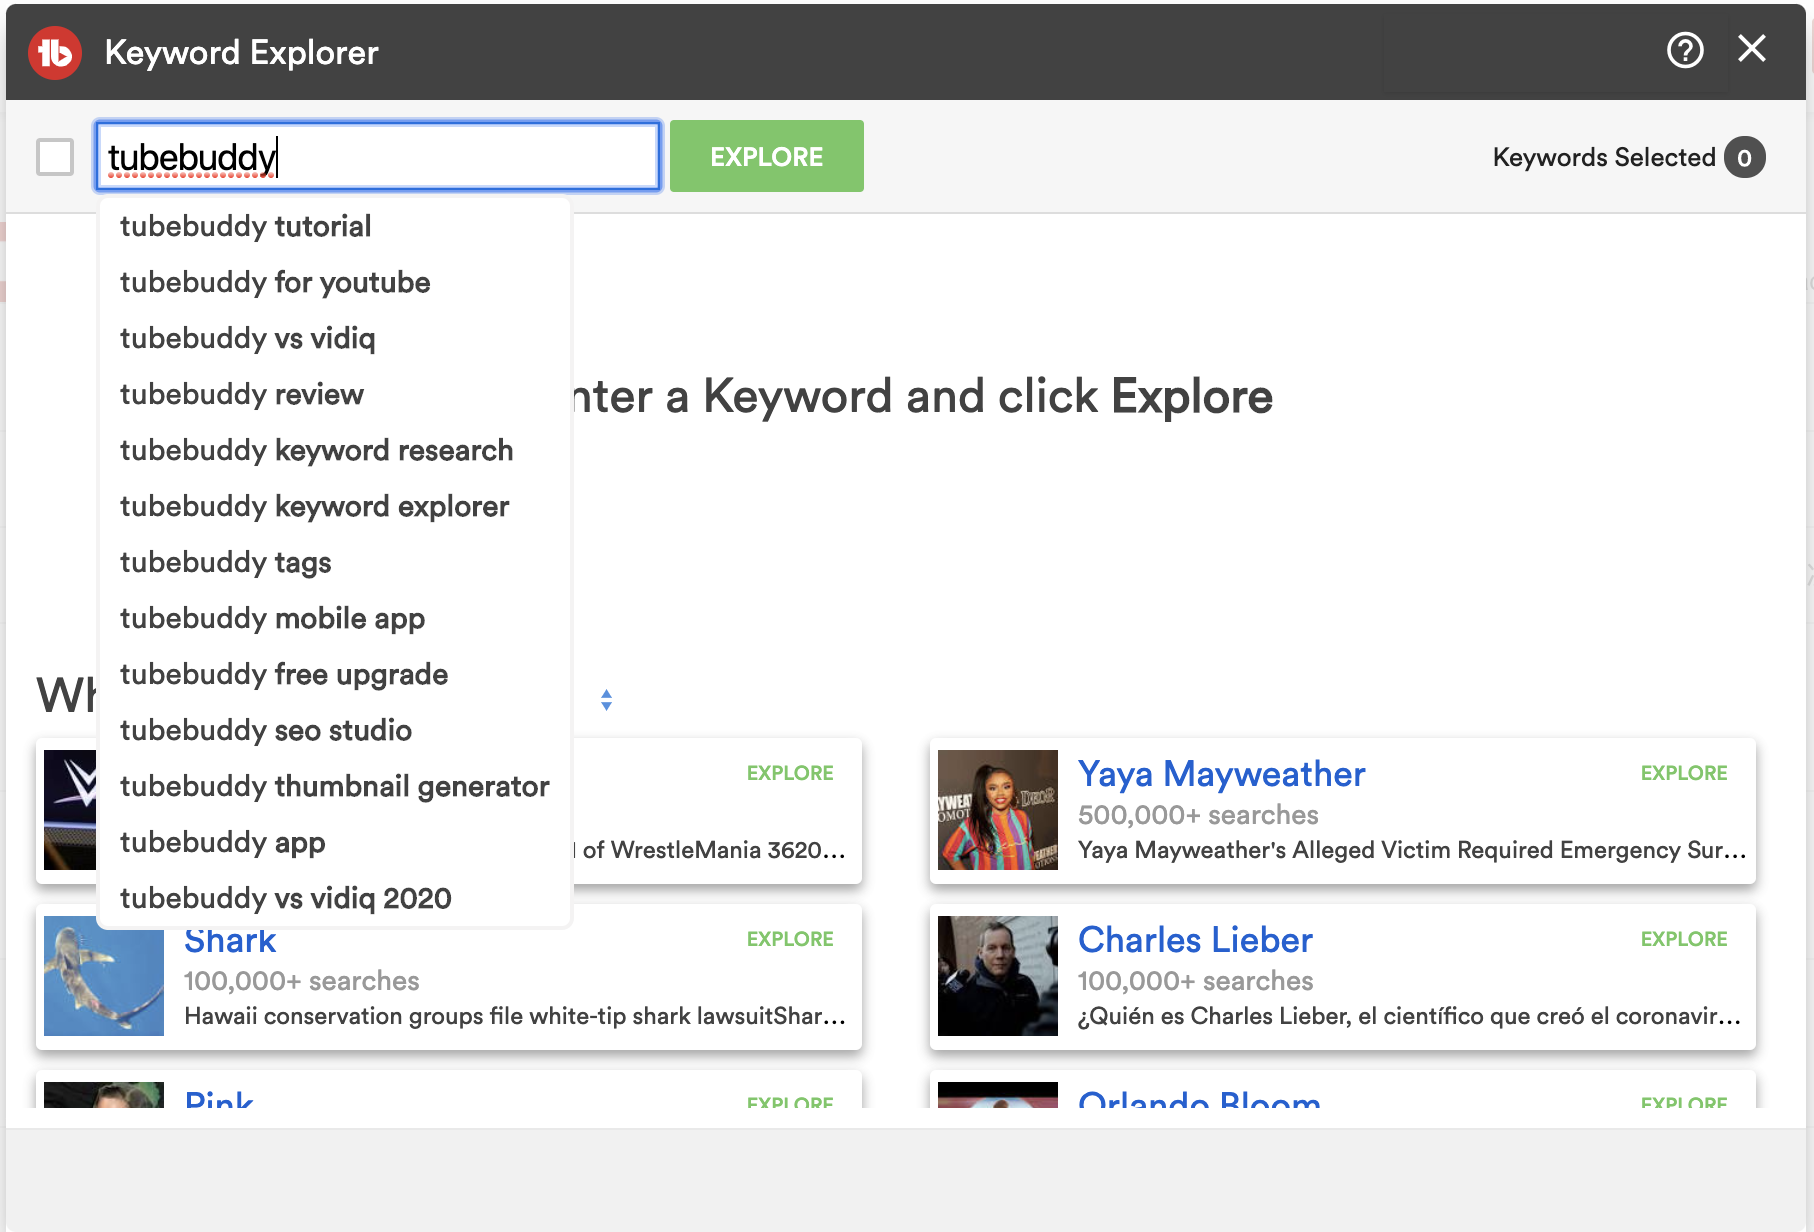 tb Keyword Explorer ?
tubebuddy EXPLORE Keywords Selected 0
tubebuddy tutorial
tubebuddy for youtube
tubebuddy vs vidiq
tubebuddy review
nter a Keyword and click Explore
tubebuddy keyword research
tubebuddy keyword explorer
tubebuddy tags
tubebuddy mobile app
tubebuddy free upgrade
tubebuddy seo studio
tubebuddy thumbnail generator
tubebuddy app
tubebuddy vs vidiq 2020
Wh
EXPLORE
of WrestleMania 3620...
Yaya Mayweather EXPLORE
500,000+ searches
Yaya Mayweather's Alleged Victim Required Emergency Sur...
Shark EXPLORE
100,000+ searches
Hawaii conservation groups file white-tip shark lawsuitShar...
Charles Lieber EXPLORE
100,000+ searches
¿Quién es Charles Lieber, el científico que creó el coronavir...
Pink EXPLORE
Orlando Bloom EXPLORE